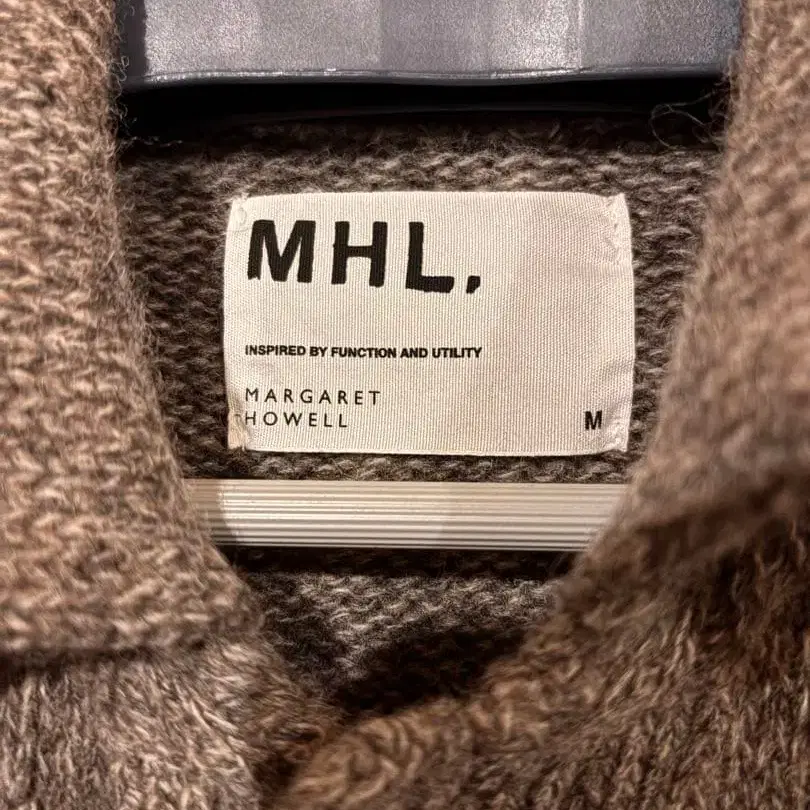 MHL.
INSPIRED BY FUNCTION AND UTILITY
MARGARET
HOWELL
M